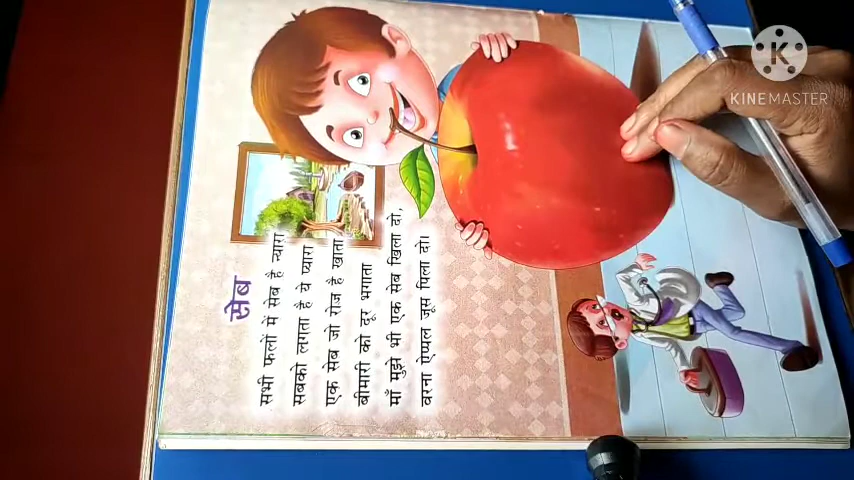 सेब
सभी फलों में सेब है न्यारा
सबको लगता है ये प्यारा
एक सेब जो रोज है खाता
बीमारी को दूर भगाता
माँ मुझे भी एक सेब खिला दो,
वरना ऐप्पल जूस पिला दो।
K
KINEMASTER